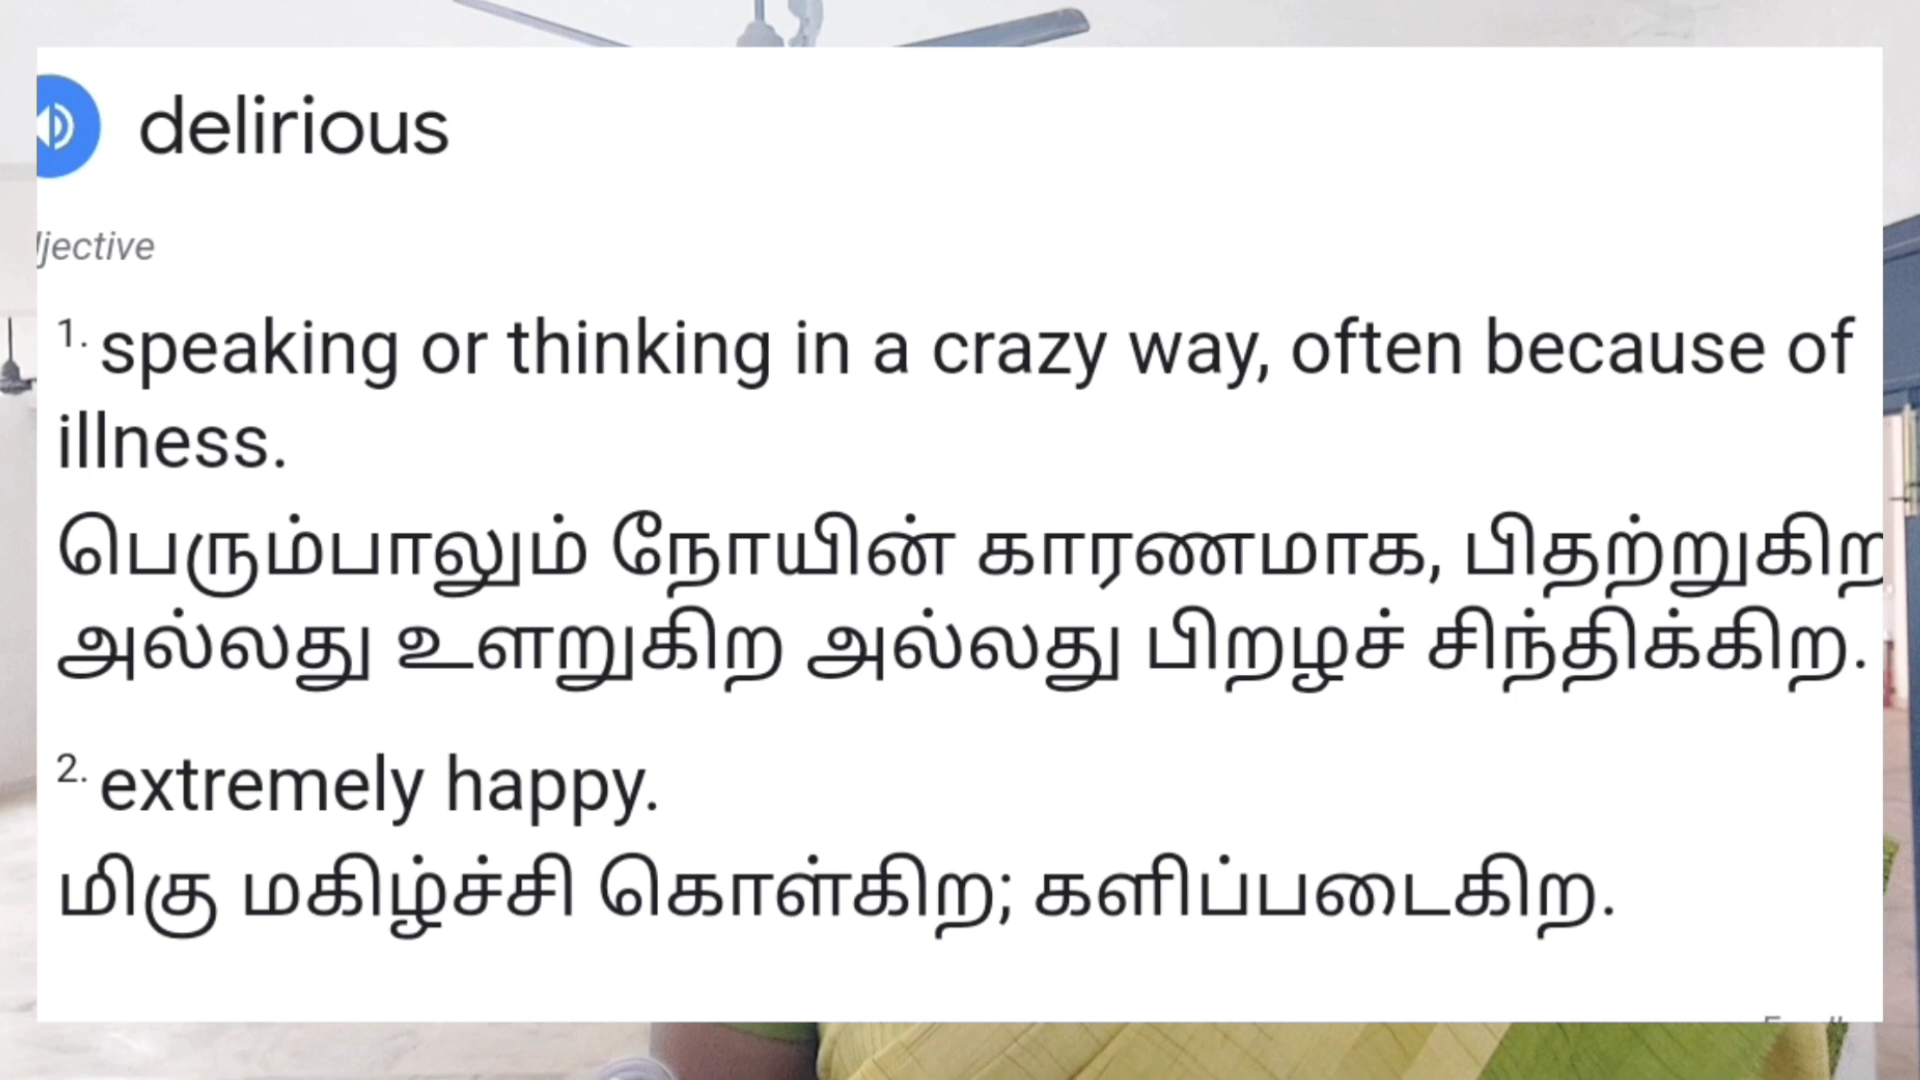 delirious
jective
1. speaking or thinking in a crazy way, often because of
illness.
பெரும்பாலும் நோயின் காரணமாக, பிதற்றுகிற
அல்லது உளறுகிற அல்லது பிறழச் சிந்திக்கிற.
2. extremely happy.
மிகு மகிழ்ச்சி கொள்கிற; களிப்படைகிற.